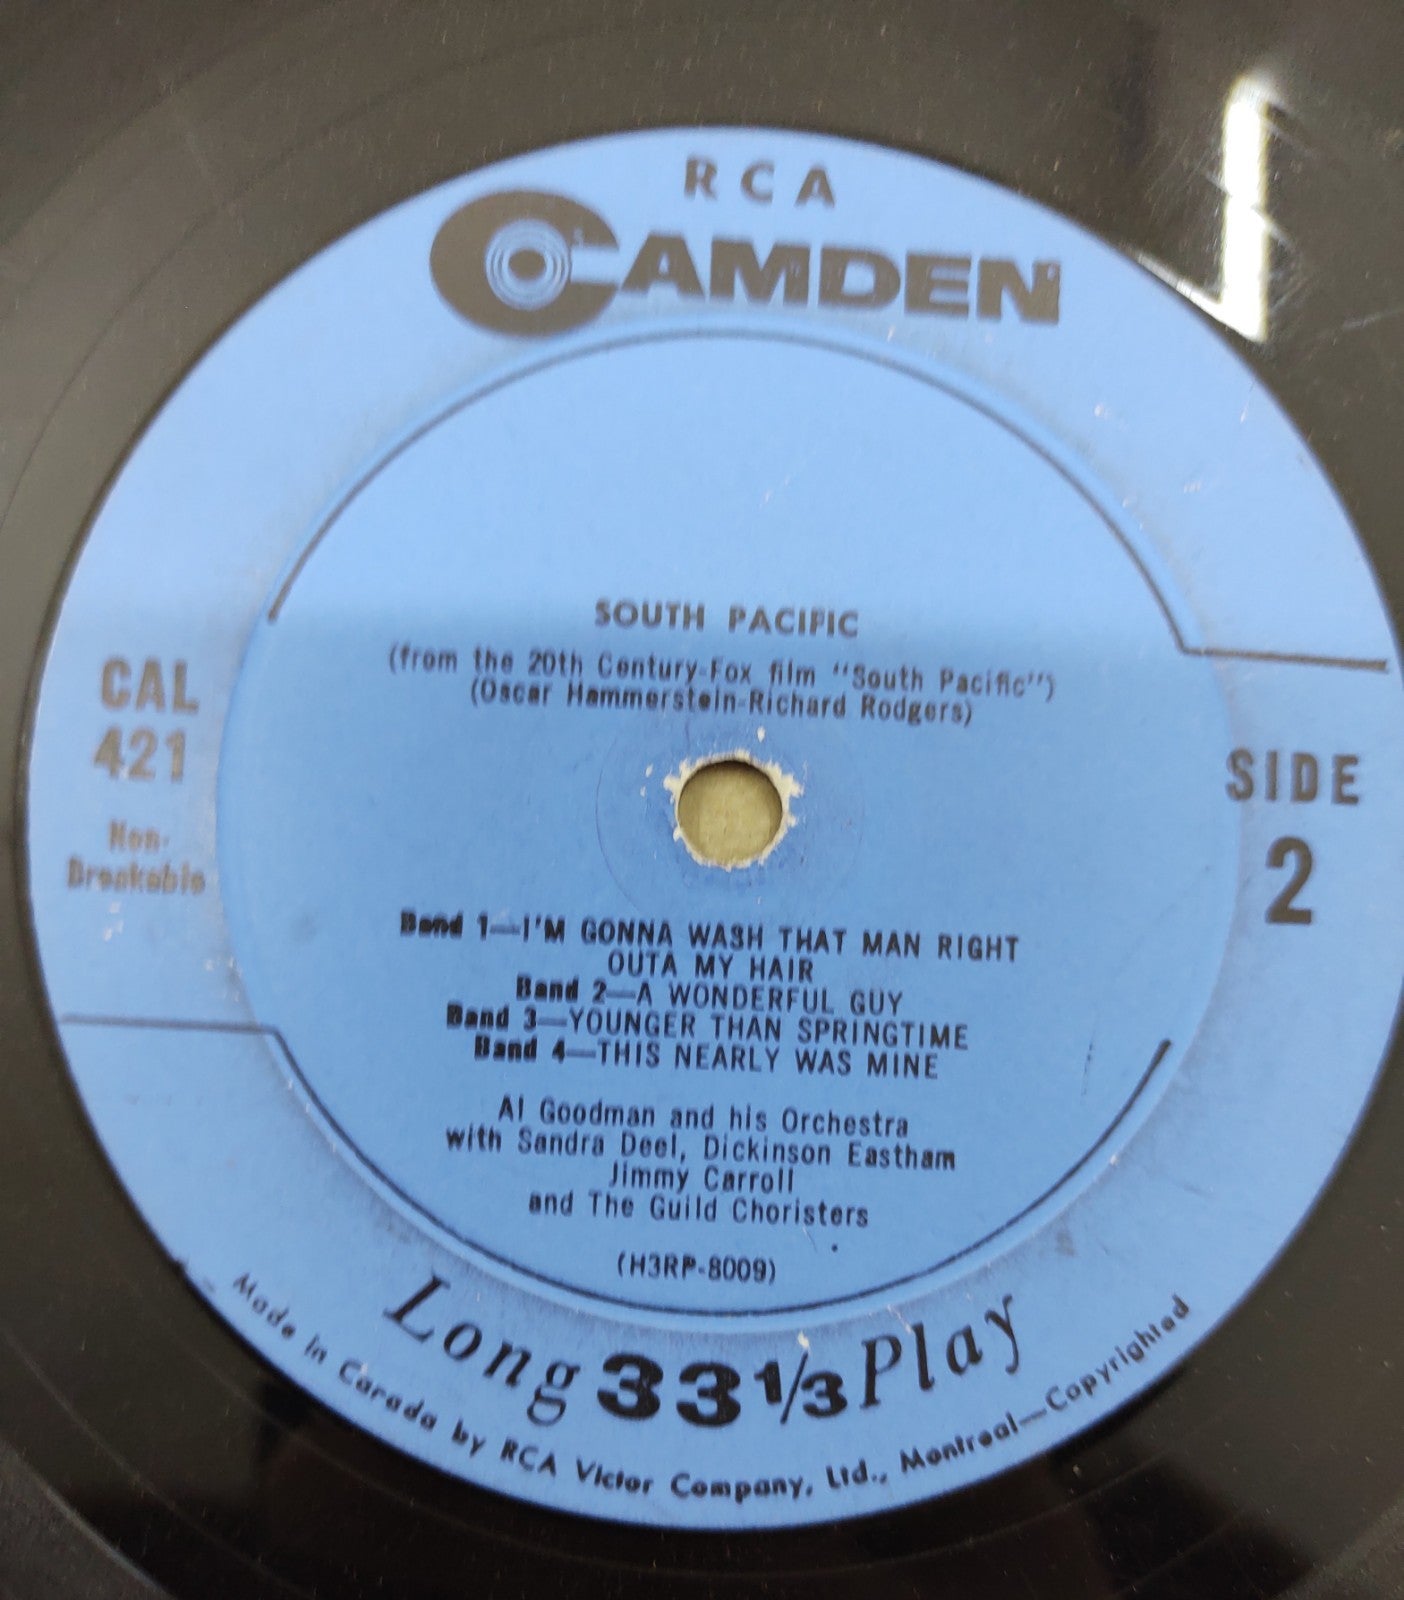 RCA
CAMDEN
SOUTH PACIFIC
(from the 20th Century-Fox film "South Pacific")
(Oscar Hammerstein-Richard Rodgers)
CAL
421
Non-
Breakable
SIDE
2
Band 1—I'M GONNA WASH THAT MAN RIGHT
OUTA MY HAIR
Band 2—A WONDERFUL GUY
Band 3—YOUNGER THAN SPRINGTIME
Band 4—THIS NEARLY WAS MINE
Al Goodman and his Orchestra
with Sandra Deel, Dickinson Eastham
Jimmy Carroll
and The Guild Choristers
(H3RP-8009)
Long 33 1/3 Play
Made in Canada by RCA Victor Company, Ltd., Montreal—Copyrighted